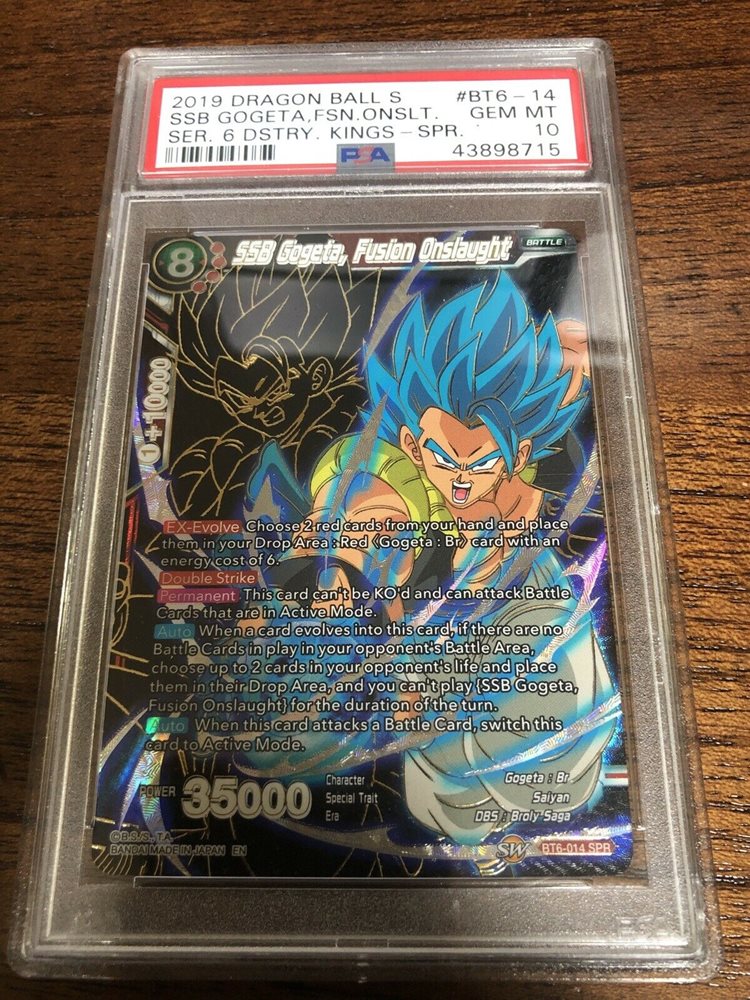 2019 DRAGON BALL S #BT6-14
SSB GOGETA,FSN.ONSLT. GEM MT
SER. 6 DSTRY. KINGS-SPR. 10
PSA 43898715
8 SSB Gogeta, Fusion Onslaught BATTLE
1 +10000
EX-Evolve Choose 2 red cards from your hand and place
them in your Drop Area : Red ‹Gogeta : Br› card with an
energy cost of 6.
Double Strike
Permanent This card can't be KO'd and can attack Battle
Cards that are in Active Mode.
Auto When a card evolves into this card, if there are no
Battle Cards in play in your opponent's Battle Area,
choose up to 2 cards in your opponent's life and place
them in their Drop Area, and you can't play {SSB Gogeta,
Fusion Onslaught} for the duration of the turn.
Auto When this card attacks a Battle Card, switch this
card to Active Mode.
POWER 35000
Character Gogeta : Br
Special Trait Saiyan
Era DBS : Broly Saga
©B.S./S., T.A.
BANDAI MADE IN JAPAN EN
SW BT6-014 SPR